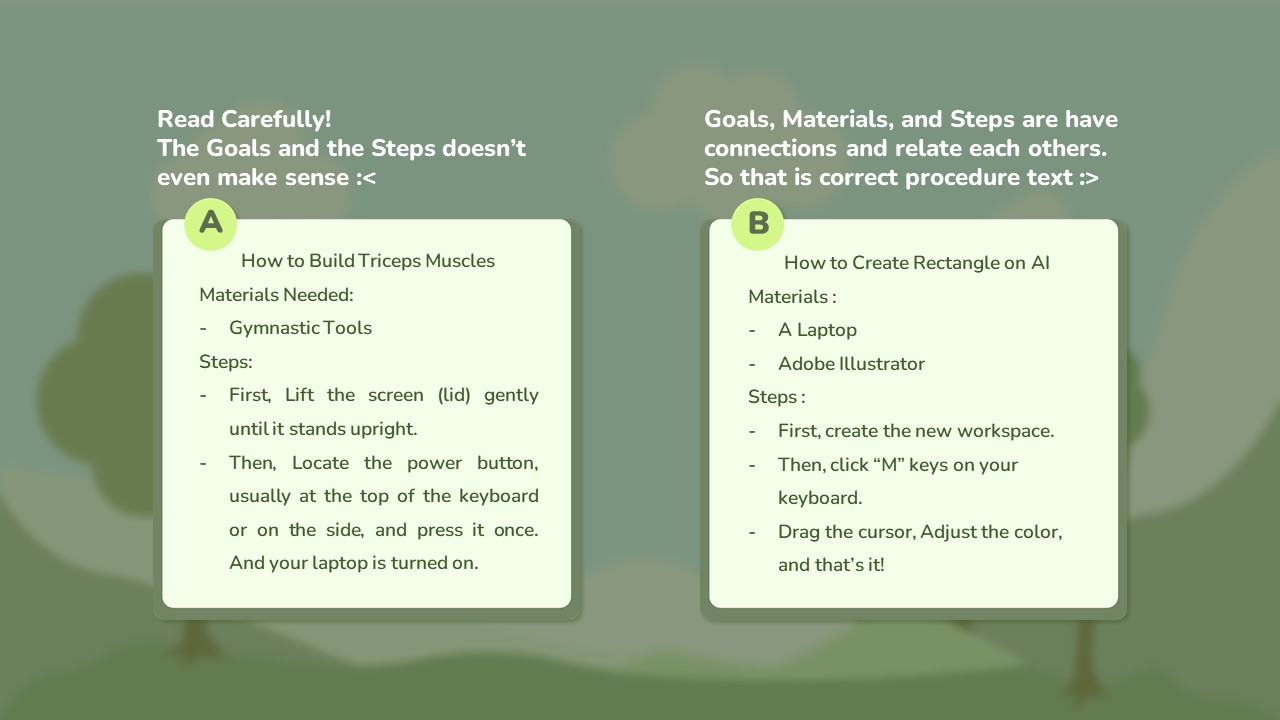 Read Carefully!
The Goals and the Steps doesn't
even make sense :<
A
How to Build Triceps Muscles
Materials Needed:
- Gymnastic Tools
Steps:
- First, Lift the screen (lid) gently
until it stands upright.
- Then, Locate the power button,
usually at the top of the keyboard
or on the side, and press it once.
And your laptop is turned on.
Goals, Materials, and Steps are have
connections and relate each others.
So that is correct procedure text :>
B
How to Create Rectangle on AI
Materials :
- A Laptop
- Adobe Illustrator
Steps :
- First, create the new workspace.
- Then, click “M” keys on your
keyboard.
- Drag the cursor, Adjust the color,
and that’s it!